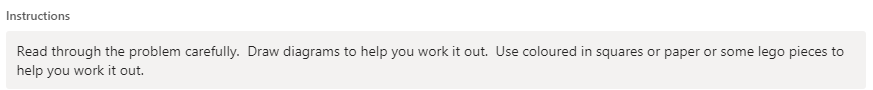 Instructions
Read through the problem carefully.  Draw diagrams to help you work it out.  Use coloured in squares or paper or some lego pieces to
help you work it out.